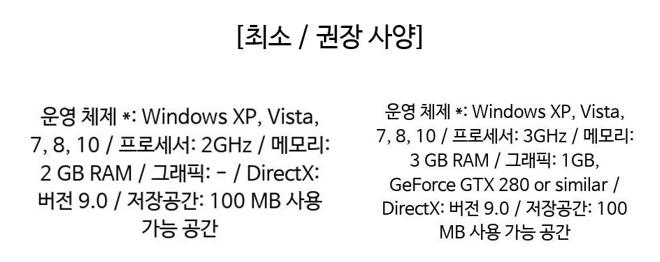 [최소 / 권장 사양]
운영 체제 *: Windows XP, Vista,
7, 8, 10 / 프로세서: 2GHz / 메모리:
2 GB RAM / 그래픽: - / DirectX:
버전 9.0 / 저장공간: 100 MB 사용
가능 공간
운영 체제 *: Windows XP, Vista,
7, 8, 10 / 프로세서: 3GHz / 메모리:
3 GB RAM / 그래픽: 1GB,
GeForce GTX 280 or similar /
DirectX: 버전 9.0 / 저장공간: 100
MB 사용 가능 공간